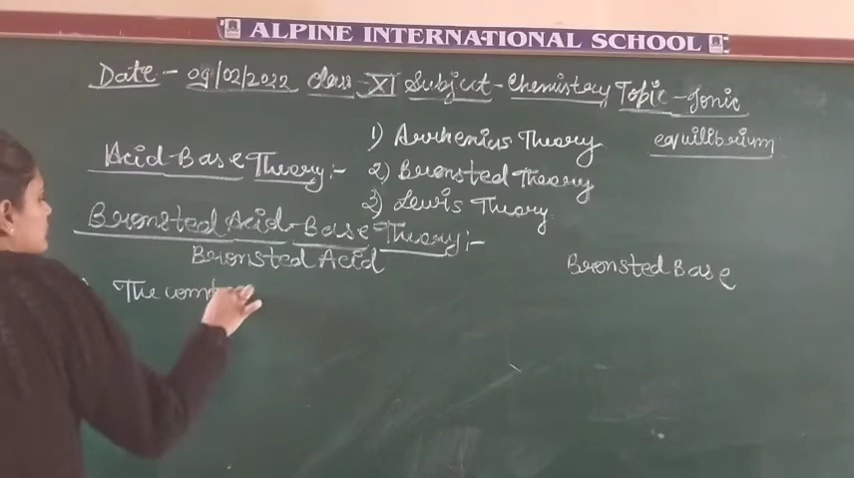 ALPINE INTERNATIONAL SCHOOL
Date - 09/02/2022 Class - XI Subject - Chemistry Topic - Ionic equilibrium
Acid-Base Theory :-
1) Arrhenius Theory
2) Bronsted Theory
3) Lewis Theory
Bronsted Acid-Base Theory :-
Bronsted Acid
Bronsted Base
The comp